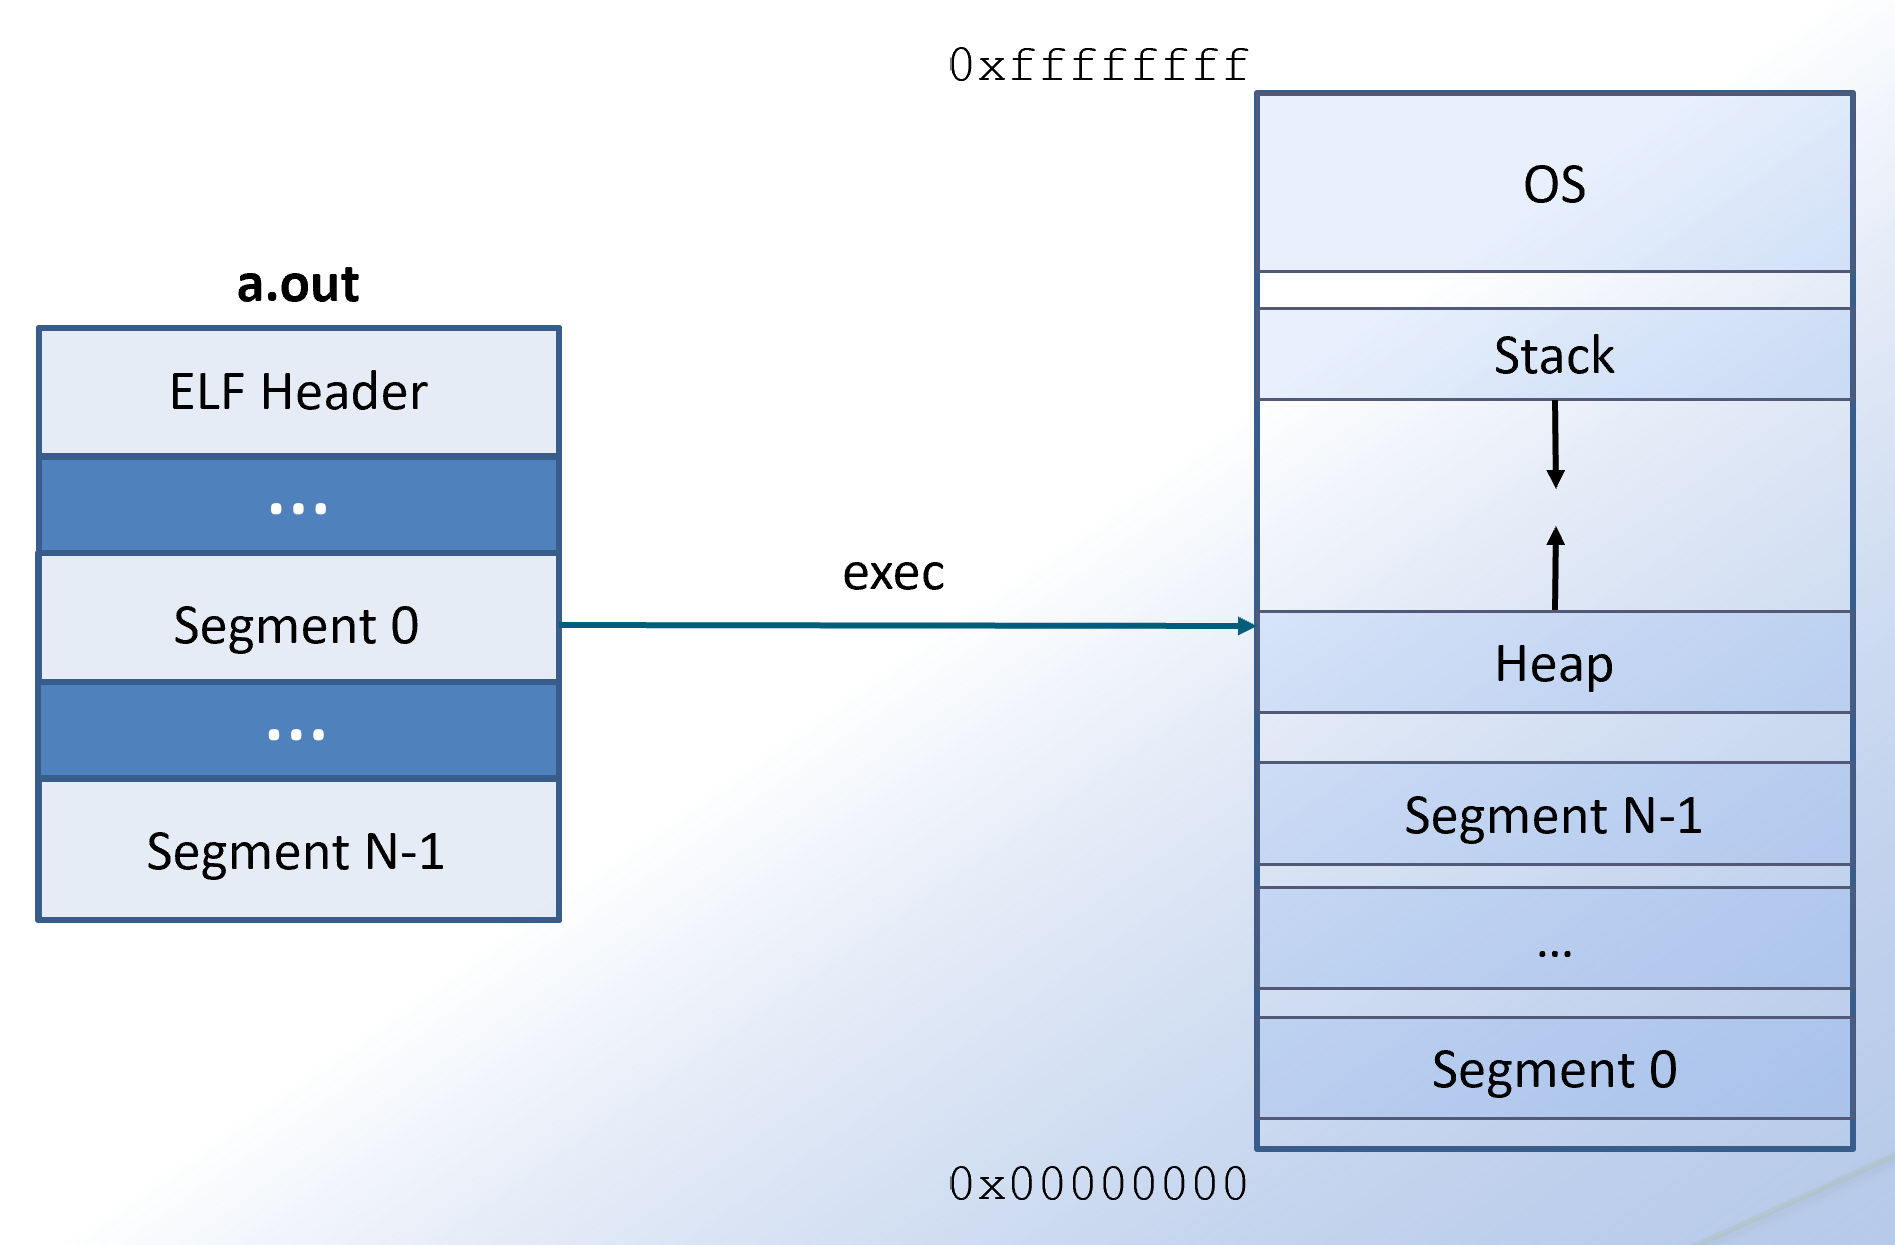 0xffffffff
OS
a.out
Stack
ELF Header
...
exec
Segment 0
Heap
...
Segment N-1
Segment N-1
...
Segment 0
0x00000000